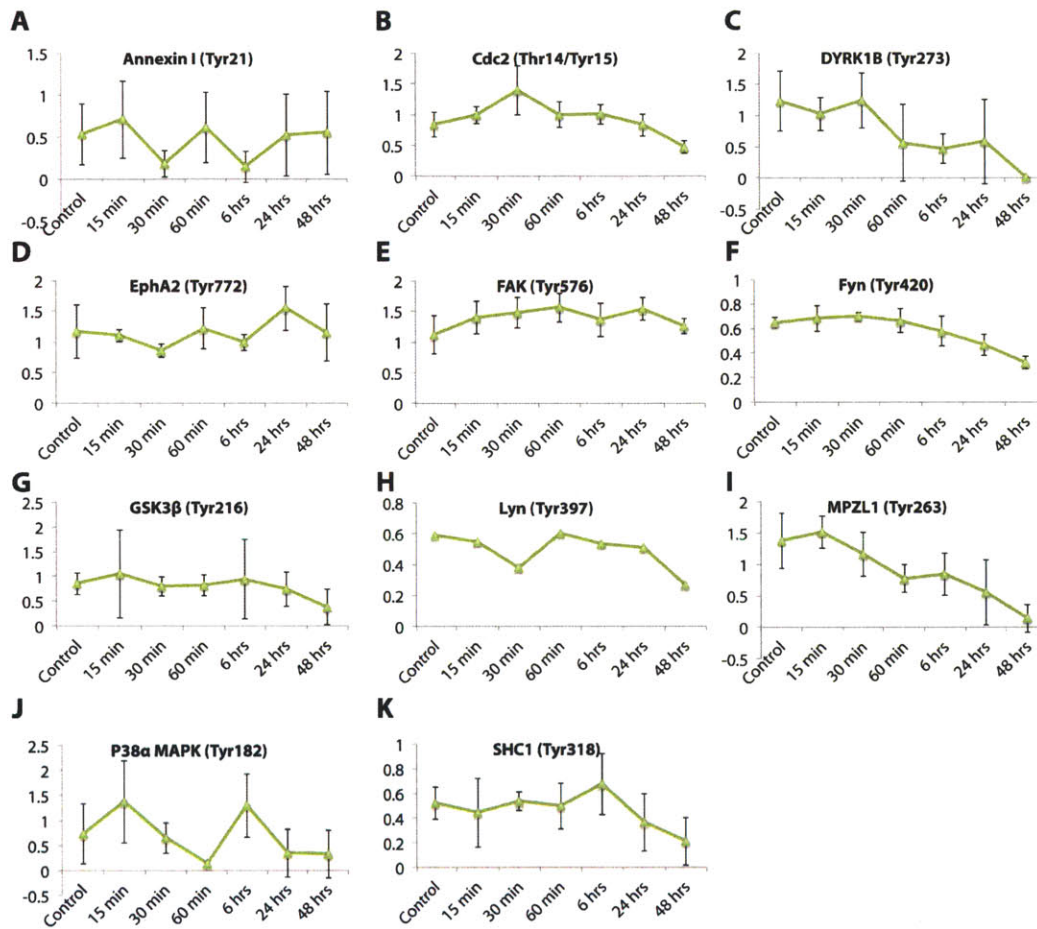 A
Annexin I (Tyr21)
1.5
1
0.5
0
-0.5
Control
15 min
30 min
60 min
6 hrs
24 hrs
48 hrs
B
Cdc2 (Thr14/Tyr15)
2
1.5
1
0.5
0
Control
15 min
30 min
60 min
6 hrs
24 hrs
48 hrs
C
DYRK1B (Tyr273)
2
1.5
1
0.5
0
-0.5
Control
15 min
30 min
60 min
6 hrs
24 hrs
48 hrs
D
EphA2 (Tyr772)
2
1.5
1
0.5
0
Control
15 min
30 min
60 min
6 hrs
24 hrs
48 hrs
E
FAK (Tyr576)
2
1.5
1
0.5
0
Control
15 min
30 min
60 min
6 hrs
24 hrs
48 hrs
F
Fyn (Tyr420)
1
0.8
0.6
0.4
0.2
0
Control
15 min
30 min
60 min
6 hrs
24 hrs
48 hrs
G
GSK3β (Tyr216)
2.5
2
1.5
1
0.5
0
Control
15 min
30 min
60 min
6 hrs
24 hrs
48 hrs
H
Lyn (Tyr397)
0.8
0.6
0.4
0.2
0
Control
15 min
30 min
60 min
6 hrs
24 hrs
48 hrs
I
MPZL1 (Tyr263)
2
1.5
1
0.5
0
-0.5
Control
15 min
30 min
60 min
6 hrs
24 hrs
48 hrs
J
P38α MAPK (Tyr182)
2.5
2
1.5
1
0.5
0
-0.5
Control
15 min
30 min
60 min
6 hrs
24 hrs
48 hrs
K
SHC1 (Tyr318)
1
0.8
0.6
0.4
0.2
0
Control
15 min
30 min
60 min
6 hrs
24 hrs
48 hrs